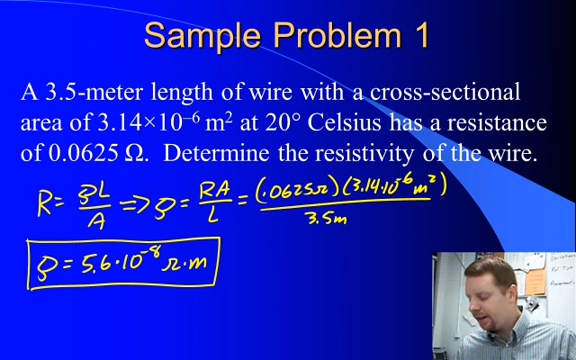 Sample Problem 1
A 3.5-meter length of wire with a cross-sectional
area of 3.14×10⁻⁶ m² at 20° Celsius has a resistance
of 0.0625 Ω. Determine the resistivity of the wire.
R = ρL/A ⇒ ρ = RA/L = (.0625Ω)(3.14·10⁻⁶m²)/3.5m
ρ = 5.6·10⁻⁸ Ω·m